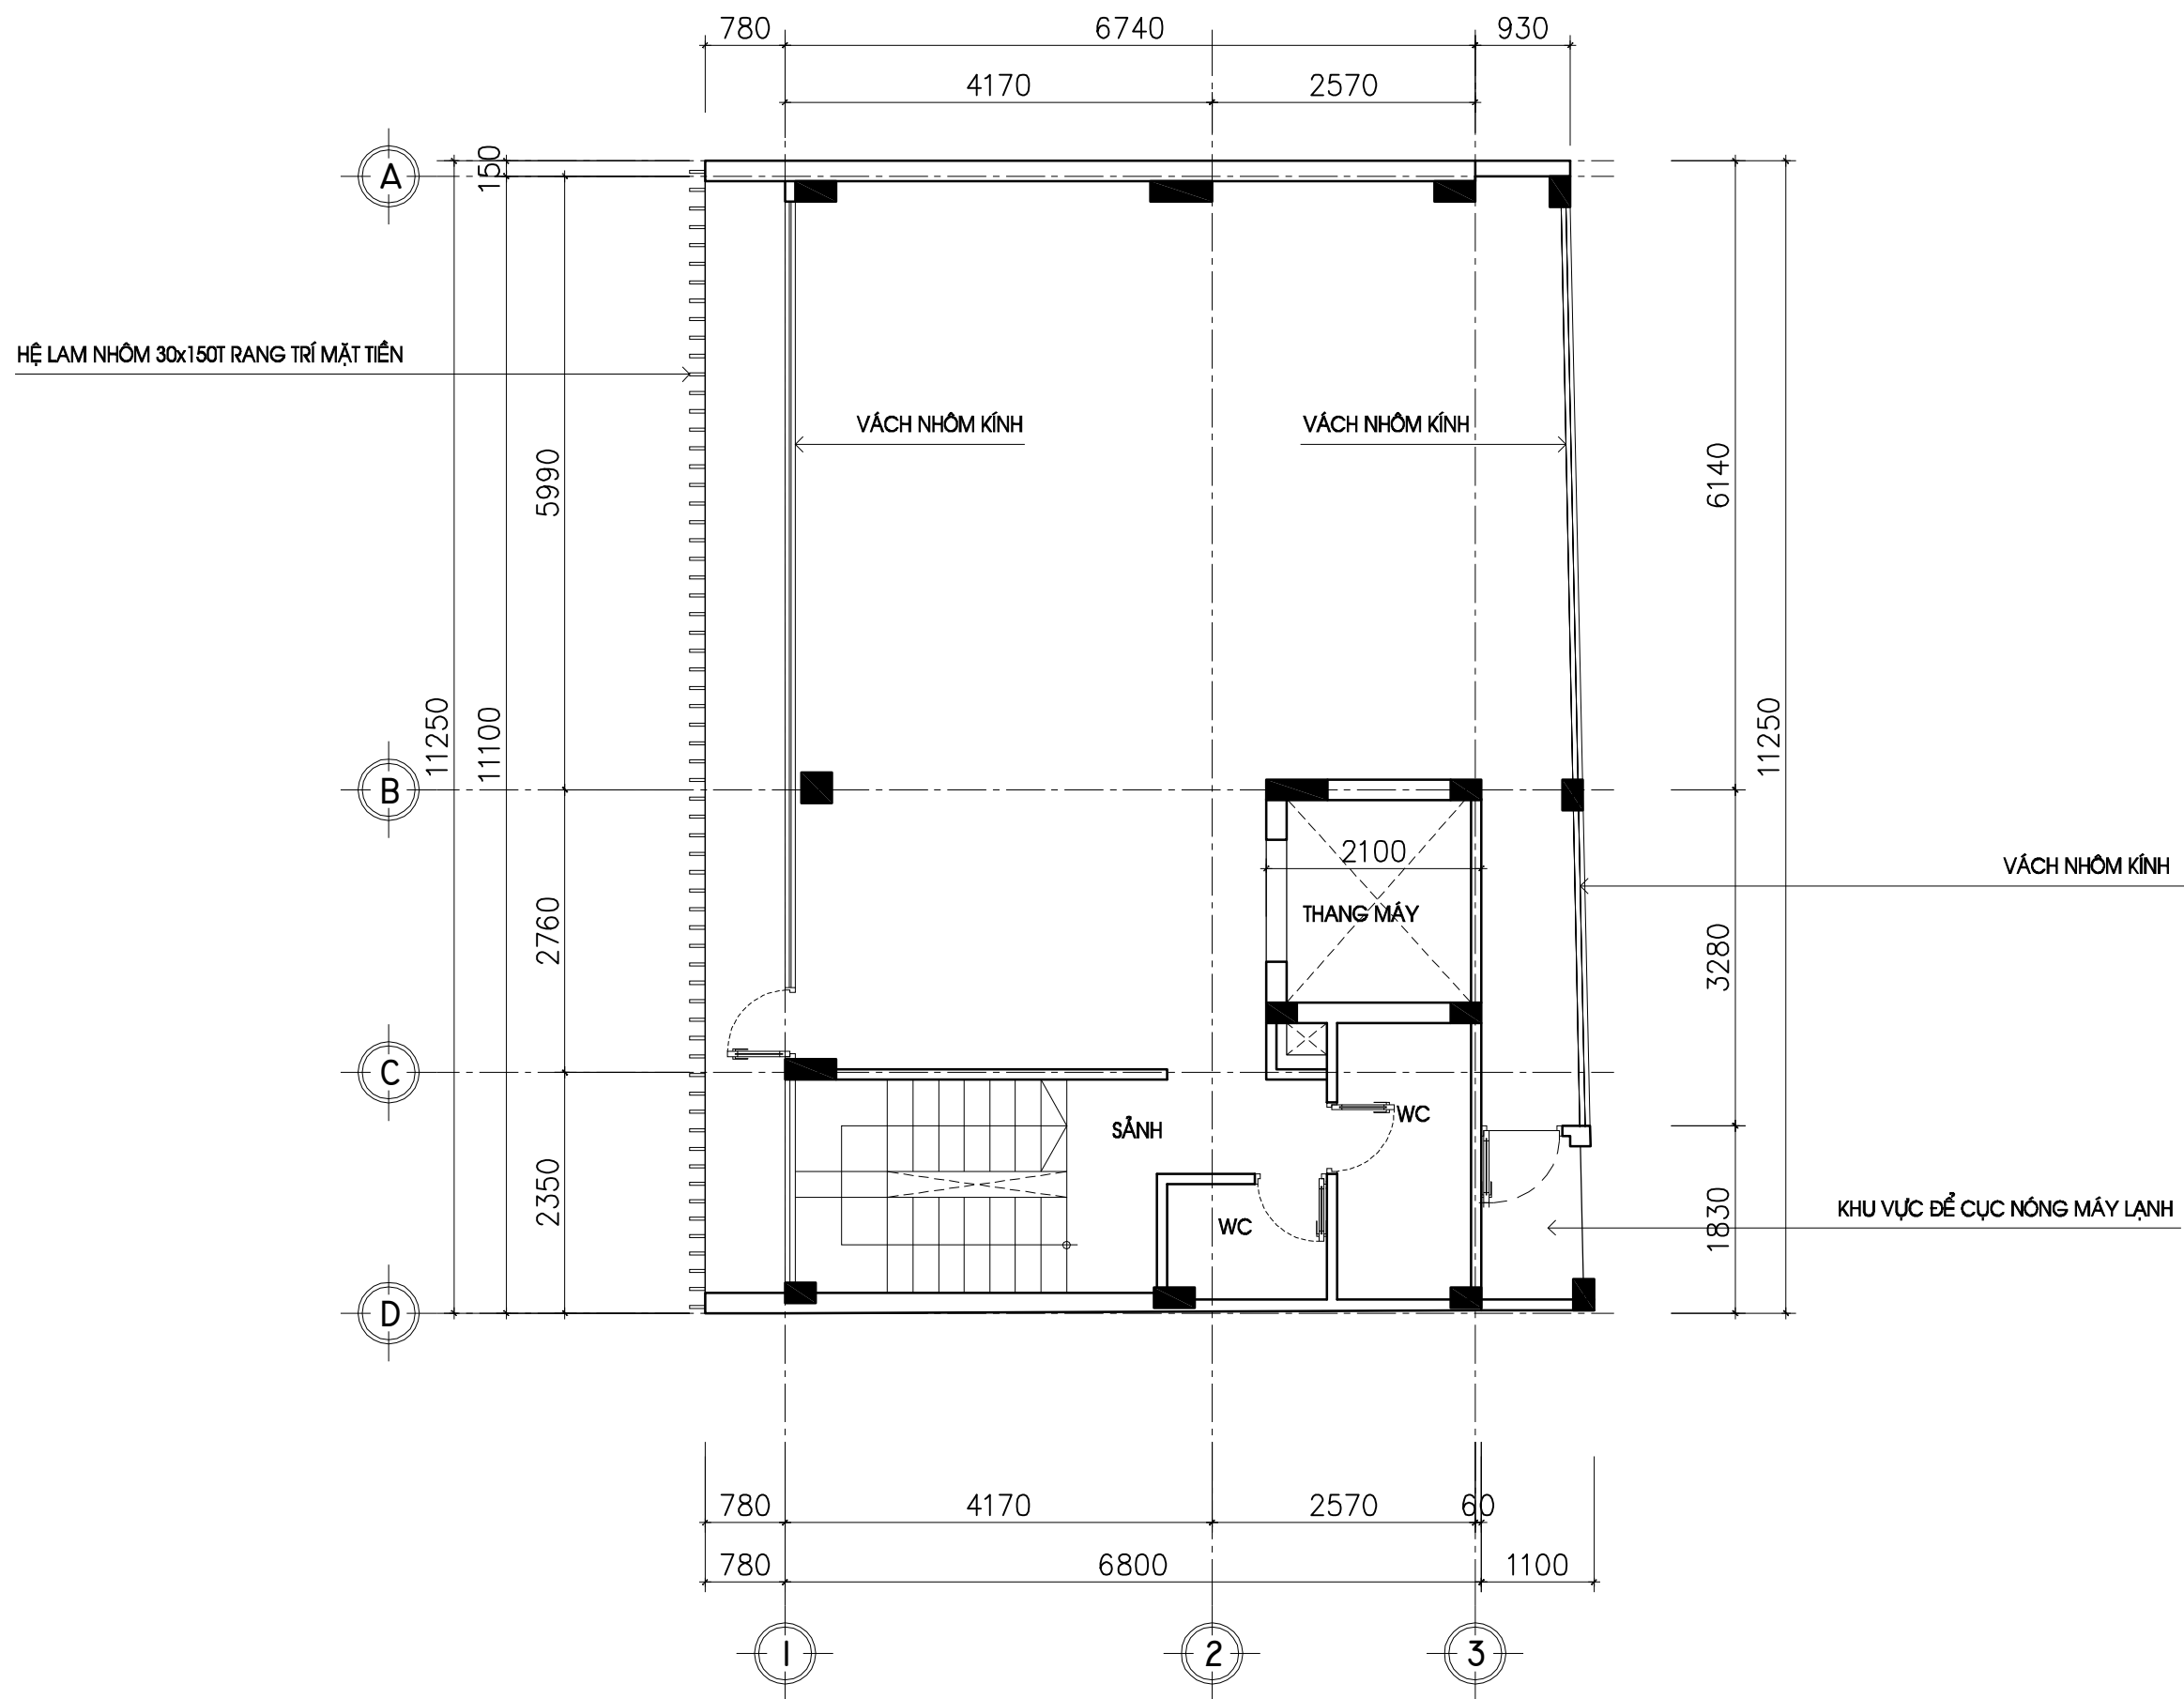 780
6740
930
4170
2570
A
150
HỆ LAM NHÔM 30x150T RANG TRÍ MẶT TIỀN
VÁCH NHÔM KÍNH
VÁCH NHÔM KÍNH
5990
6140
11250
11100
11250
B
2100
VÁCH NHÔM KÍNH
THANG MÁY
2760
3280
C
WC
SẢNH
2350
WC
1830
KHU VỰC ĐỂ CỤC NÓNG MÁY LẠNH
D
780
4170
2570
60
780
6800
1100
1
2
3